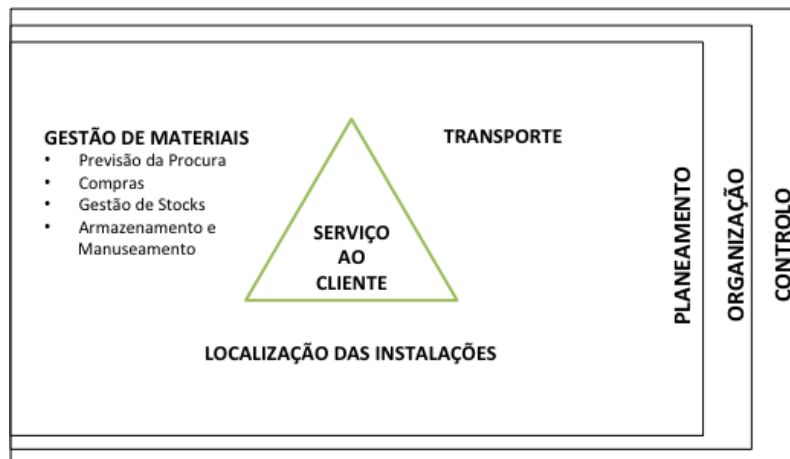 GESTÃO DE MATERIAIS
• Previsão da Procura
• Compras
• Gestão de Stocks
• Armazenamento e
Manuseamento
TRANSPORTE
SERVIÇO
AO
CLIENTE
LOCALIZAÇÃO DAS INSTALAÇÕES
PLANEAMENTO
ORGANIZAÇÃO
CONTROLO